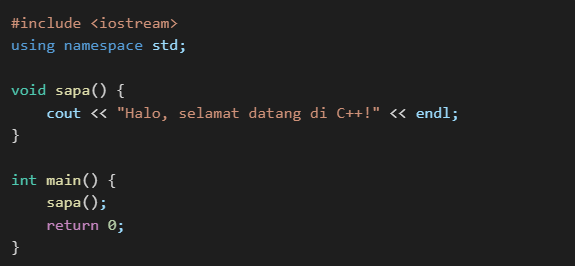 #include <iostream>
using namespace std;

void sapa() {
    cout << "Halo, selamat datang di C++!" << endl;
}

int main() {
    sapa();
    return 0;
}